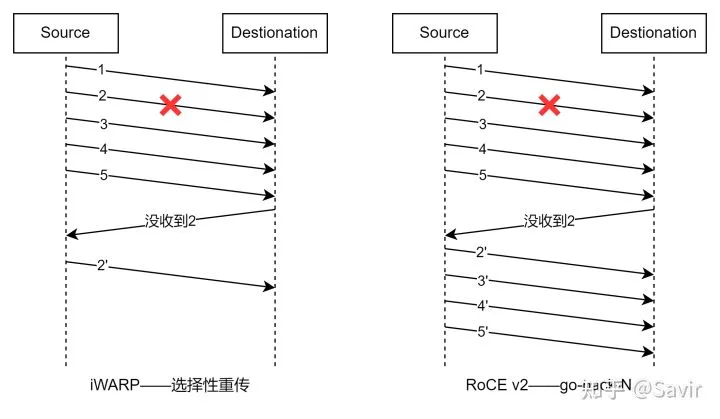 Source
Destionation
1
2
3
4
5
没收到2
2'
iWARP——选择性重传
Source
Destionation
1
2
3
4
5
没收到2
2'
3'
4'
5'
RoCE v2——go-back-N
知乎 @Savir